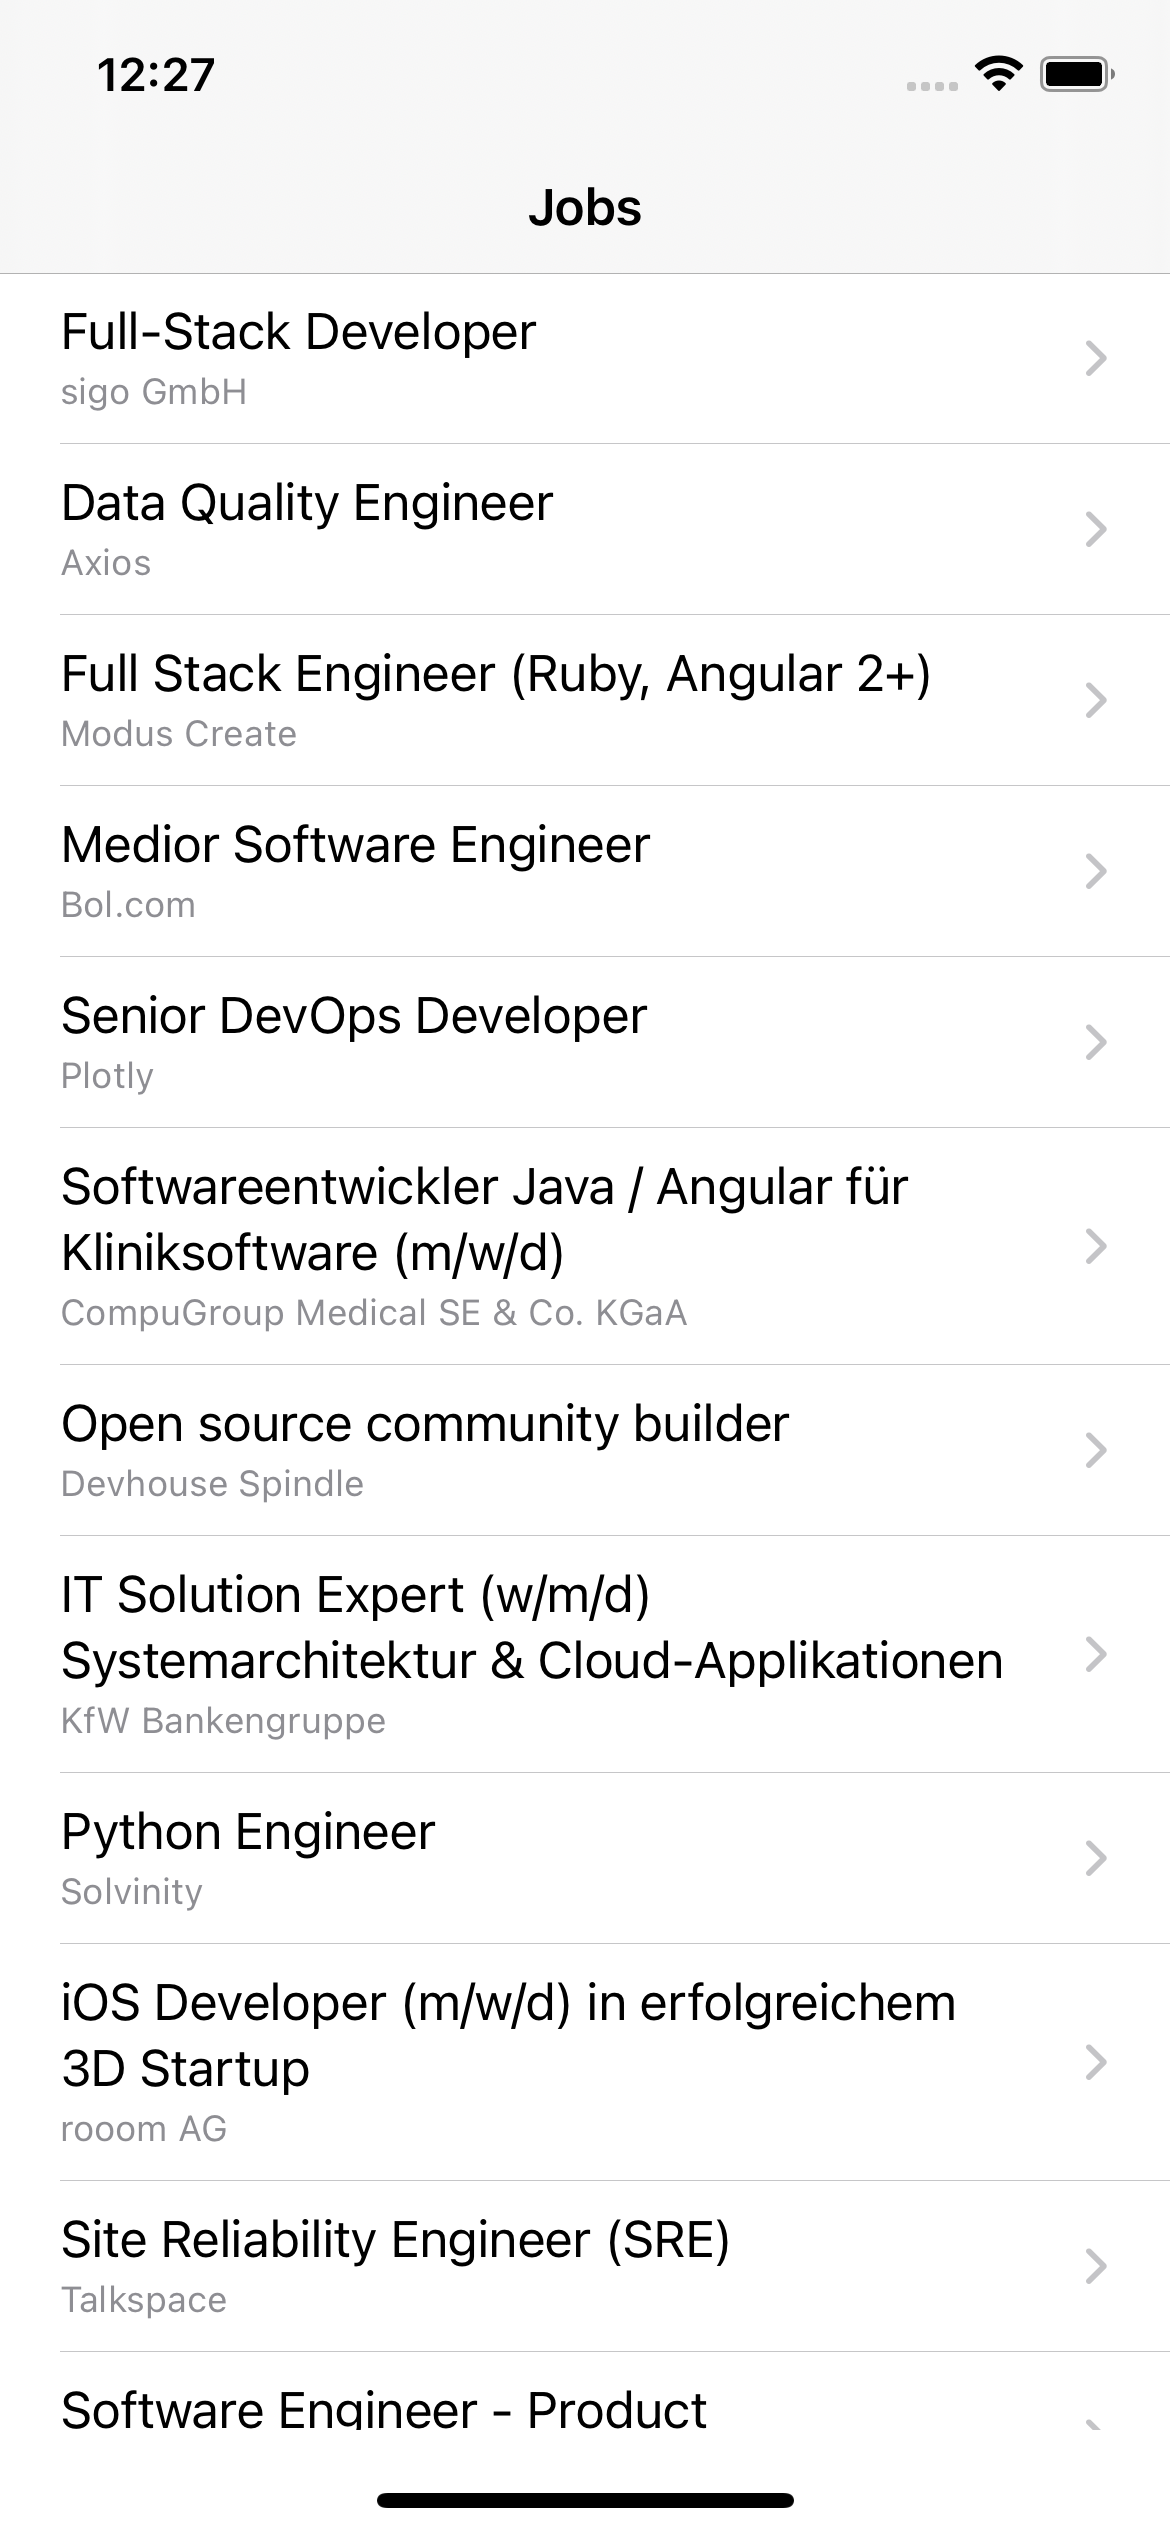 12:27
Jobs
Full-Stack Developer
sigo GmbH
Data Quality Engineer
Axios
Full Stack Engineer (Ruby, Angular 2+)
Modus Create
Medior Software Engineer
Bol.com
Senior DevOps Developer
Plotly
Softwareentwickler Java / Angular für
Kliniksoftware (m/w/d)
CompuGroup Medical SE & Co. KGaA
Open source community builder
Devhouse Spindle
IT Solution Expert (w/m/d)
Systemarchitektur & Cloud-Applikationen
KfW Bankengruppe
Python Engineer
Solvinity
iOS Developer (m/w/d) in erfolgreichem
3D Startup
rooom AG
Site Reliability Engineer (SRE)
Talkspace
Software Engineer - Product